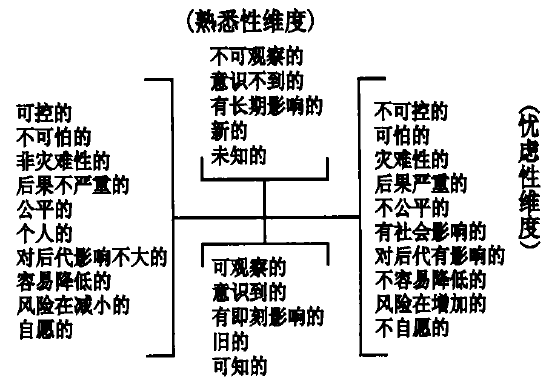 (熟悉性维度)
不可观察的
意识不到的
有长期影响的
新的
未知的
可控的
不可怕的
非灾难性的
后果不严重的
公平的
个人的
对后代影响不大的
容易降低的
风险在减小的
自愿的
不可控的
可怕的
灾难性的
后果严重的
不公平的
有社会影响的
对后代有影响的
不容易降低的
风险在增加的
不自愿的
(忧虑性维度)
可观察的
意识到的
有即刻影响的
旧的
可知的